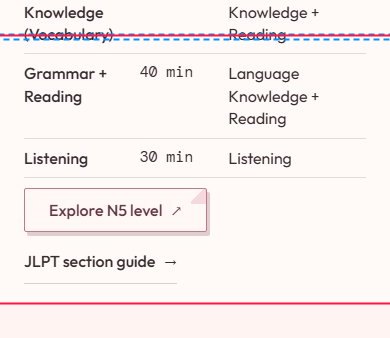 Knowledge Knowledge +
(Vocabulary) Reading
Grammar + 40 min Language
Reading Knowledge +
Reading
Listening 30 min Listening
Explore N5 level ↗
JLPT section guide →